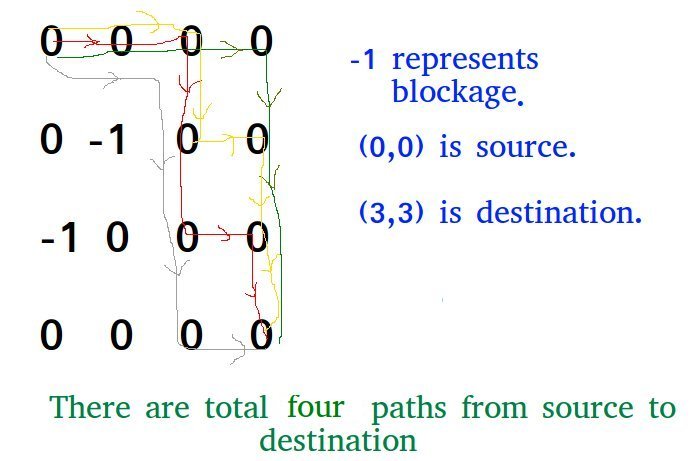 0 0 0 0
-1 represents
blockage.
0 -1 0 0
(0,0) is source.
(3,3) is destination.
-1 0 0 0
0 0 0 0
There are total four paths from source to
destination